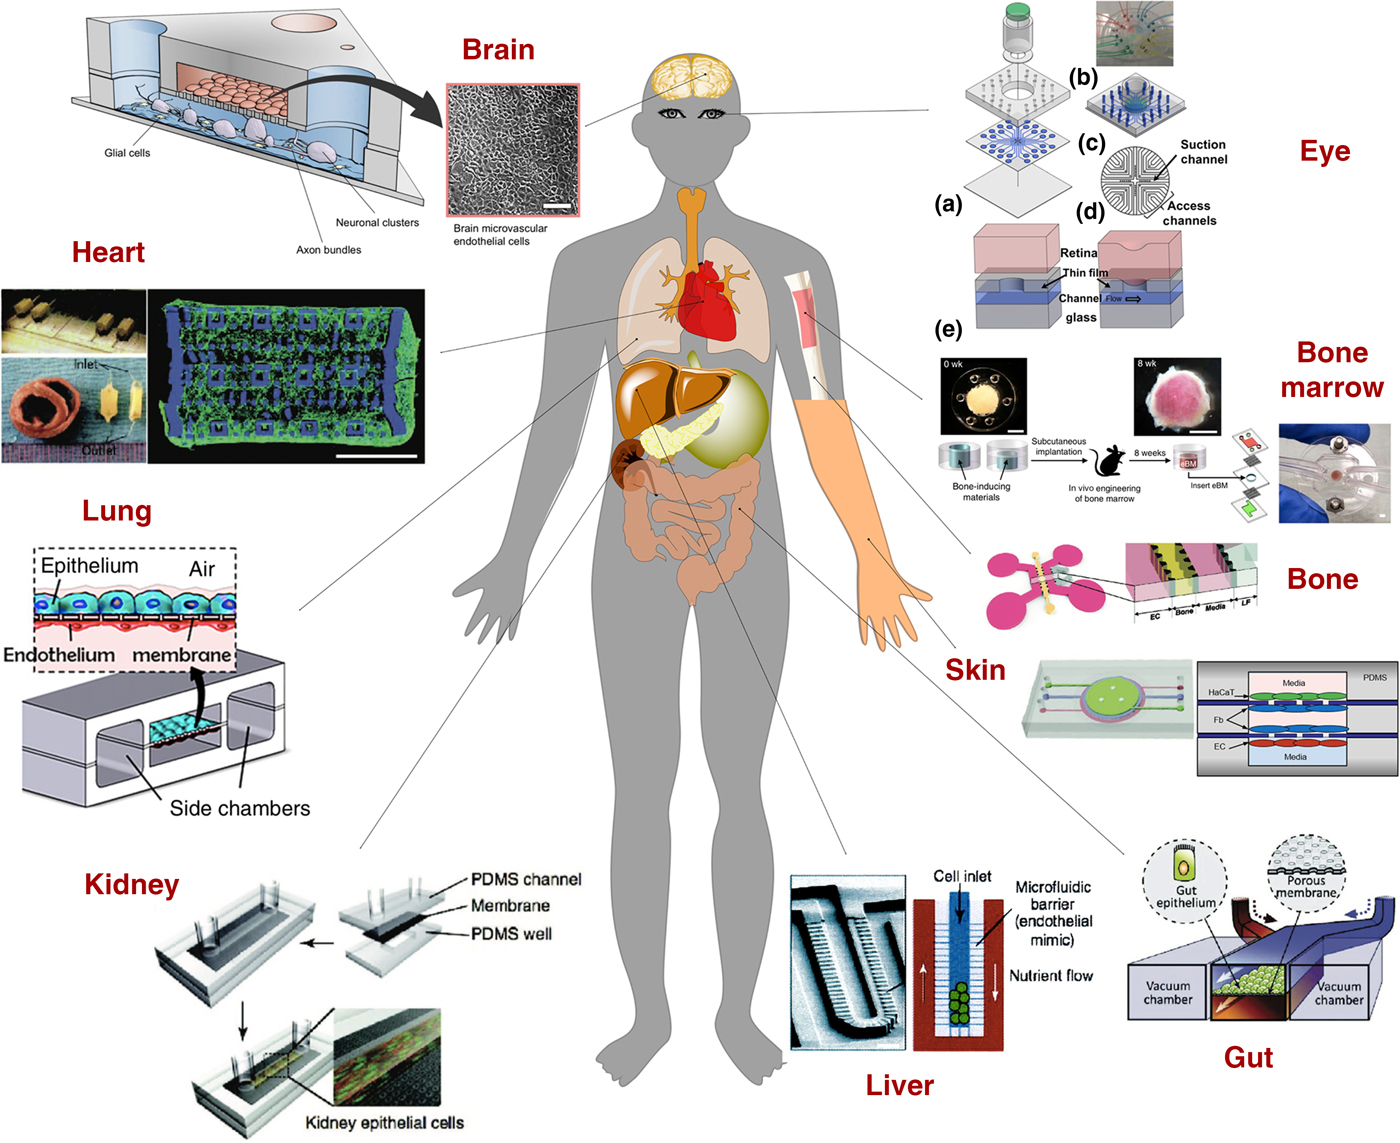 Brain
Glial cells
Neuronal clusters
Axon bundles
Brain microvascular
endothelial cells
Heart
Inlet
Outlet
Lung
Epithelium
Air
Endothelium
membrane
Side chambers
Kidney
PDMS channel
Membrane
PDMS well
Kidney epithelial cells
Eye
(b)
(c)
Suction
channel
(a)
(d)
Access
channels
Retina
Thin film
Channel
Flow
glass
(e)
Bone
marrow
0 wk
8 wk
Subcutaneous
implantation
8 weeks
eBM
Bone-inducing
materials
In vivo engineering
of bone marrow
Insert eBM
Bone
EC
Bone
Media
LF
Skin
Media
PDMS
HaCaT
Fb
EC
Media
Liver
Cell inlet
Microfluidic
barrier
(endothelial
mimic)
Nutrient flow
Gut
epithelium
Porous
membrane
Vacuum
chamber
Vacuum
chamber
Gut